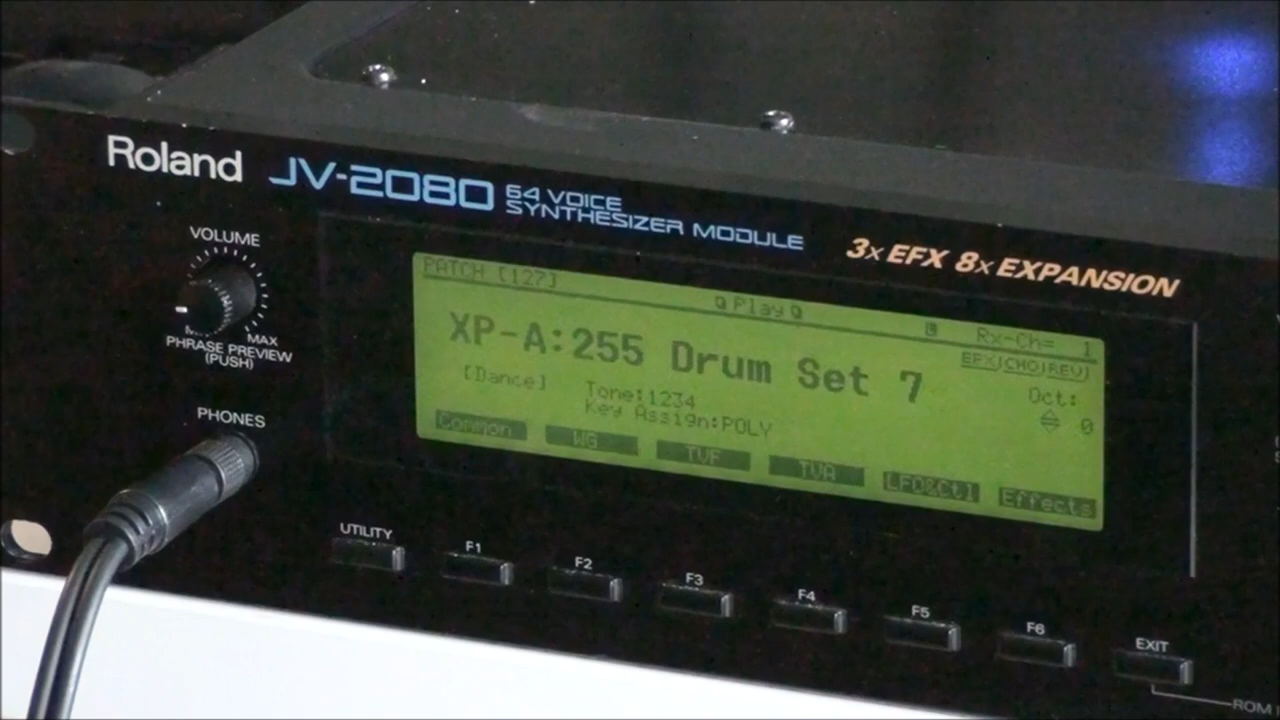 Roland JV-2080 64 VOICE
SYNTHESIZER MODULE
3x EFX 8x EXPANSION
VOLUME
MAX
PHRASE PREVIEW
(PUSH)
PHONES
PATCH [127]
Play
Rx-Ch= 1
XP-A:255 Drum Set 7
EFX CHO REV
[Dance]
Tone:1234
Key Assign:POLY
Oct:
0
Common WG TVF TVA LFO&Ctl Effects
UTILITY F1 F2 F3 F4 F5 F6 EXIT
ROM